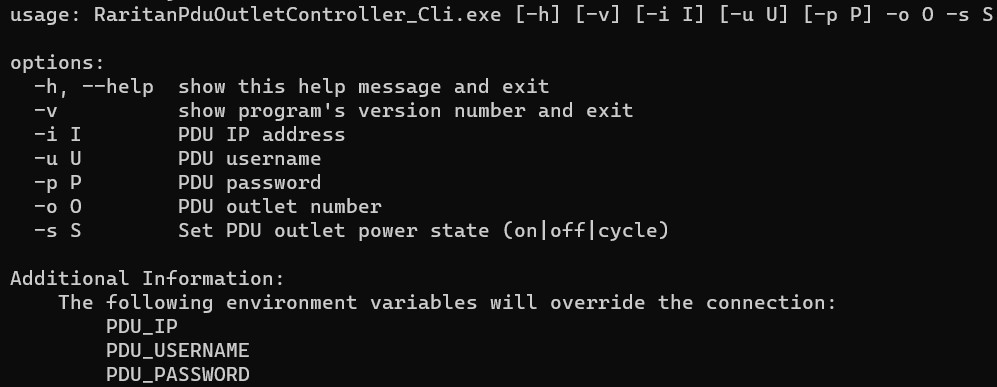 usage: RaritanPduOutletController_Cli.exe [-h] [-v] [-i I] [-u U] [-p P] -o O -s S
options:
-h, --help show this help message and exit
-v show program's version number and exit
-i I PDU IP address
-u U PDU username
-p P PDU password
-o O PDU outlet number
-s S Set PDU outlet power state (on|off|cycle)
Additional Information:
The following environment variables will override the connection:
PDU_IP
PDU_USERNAME
PDU_PASSWORD